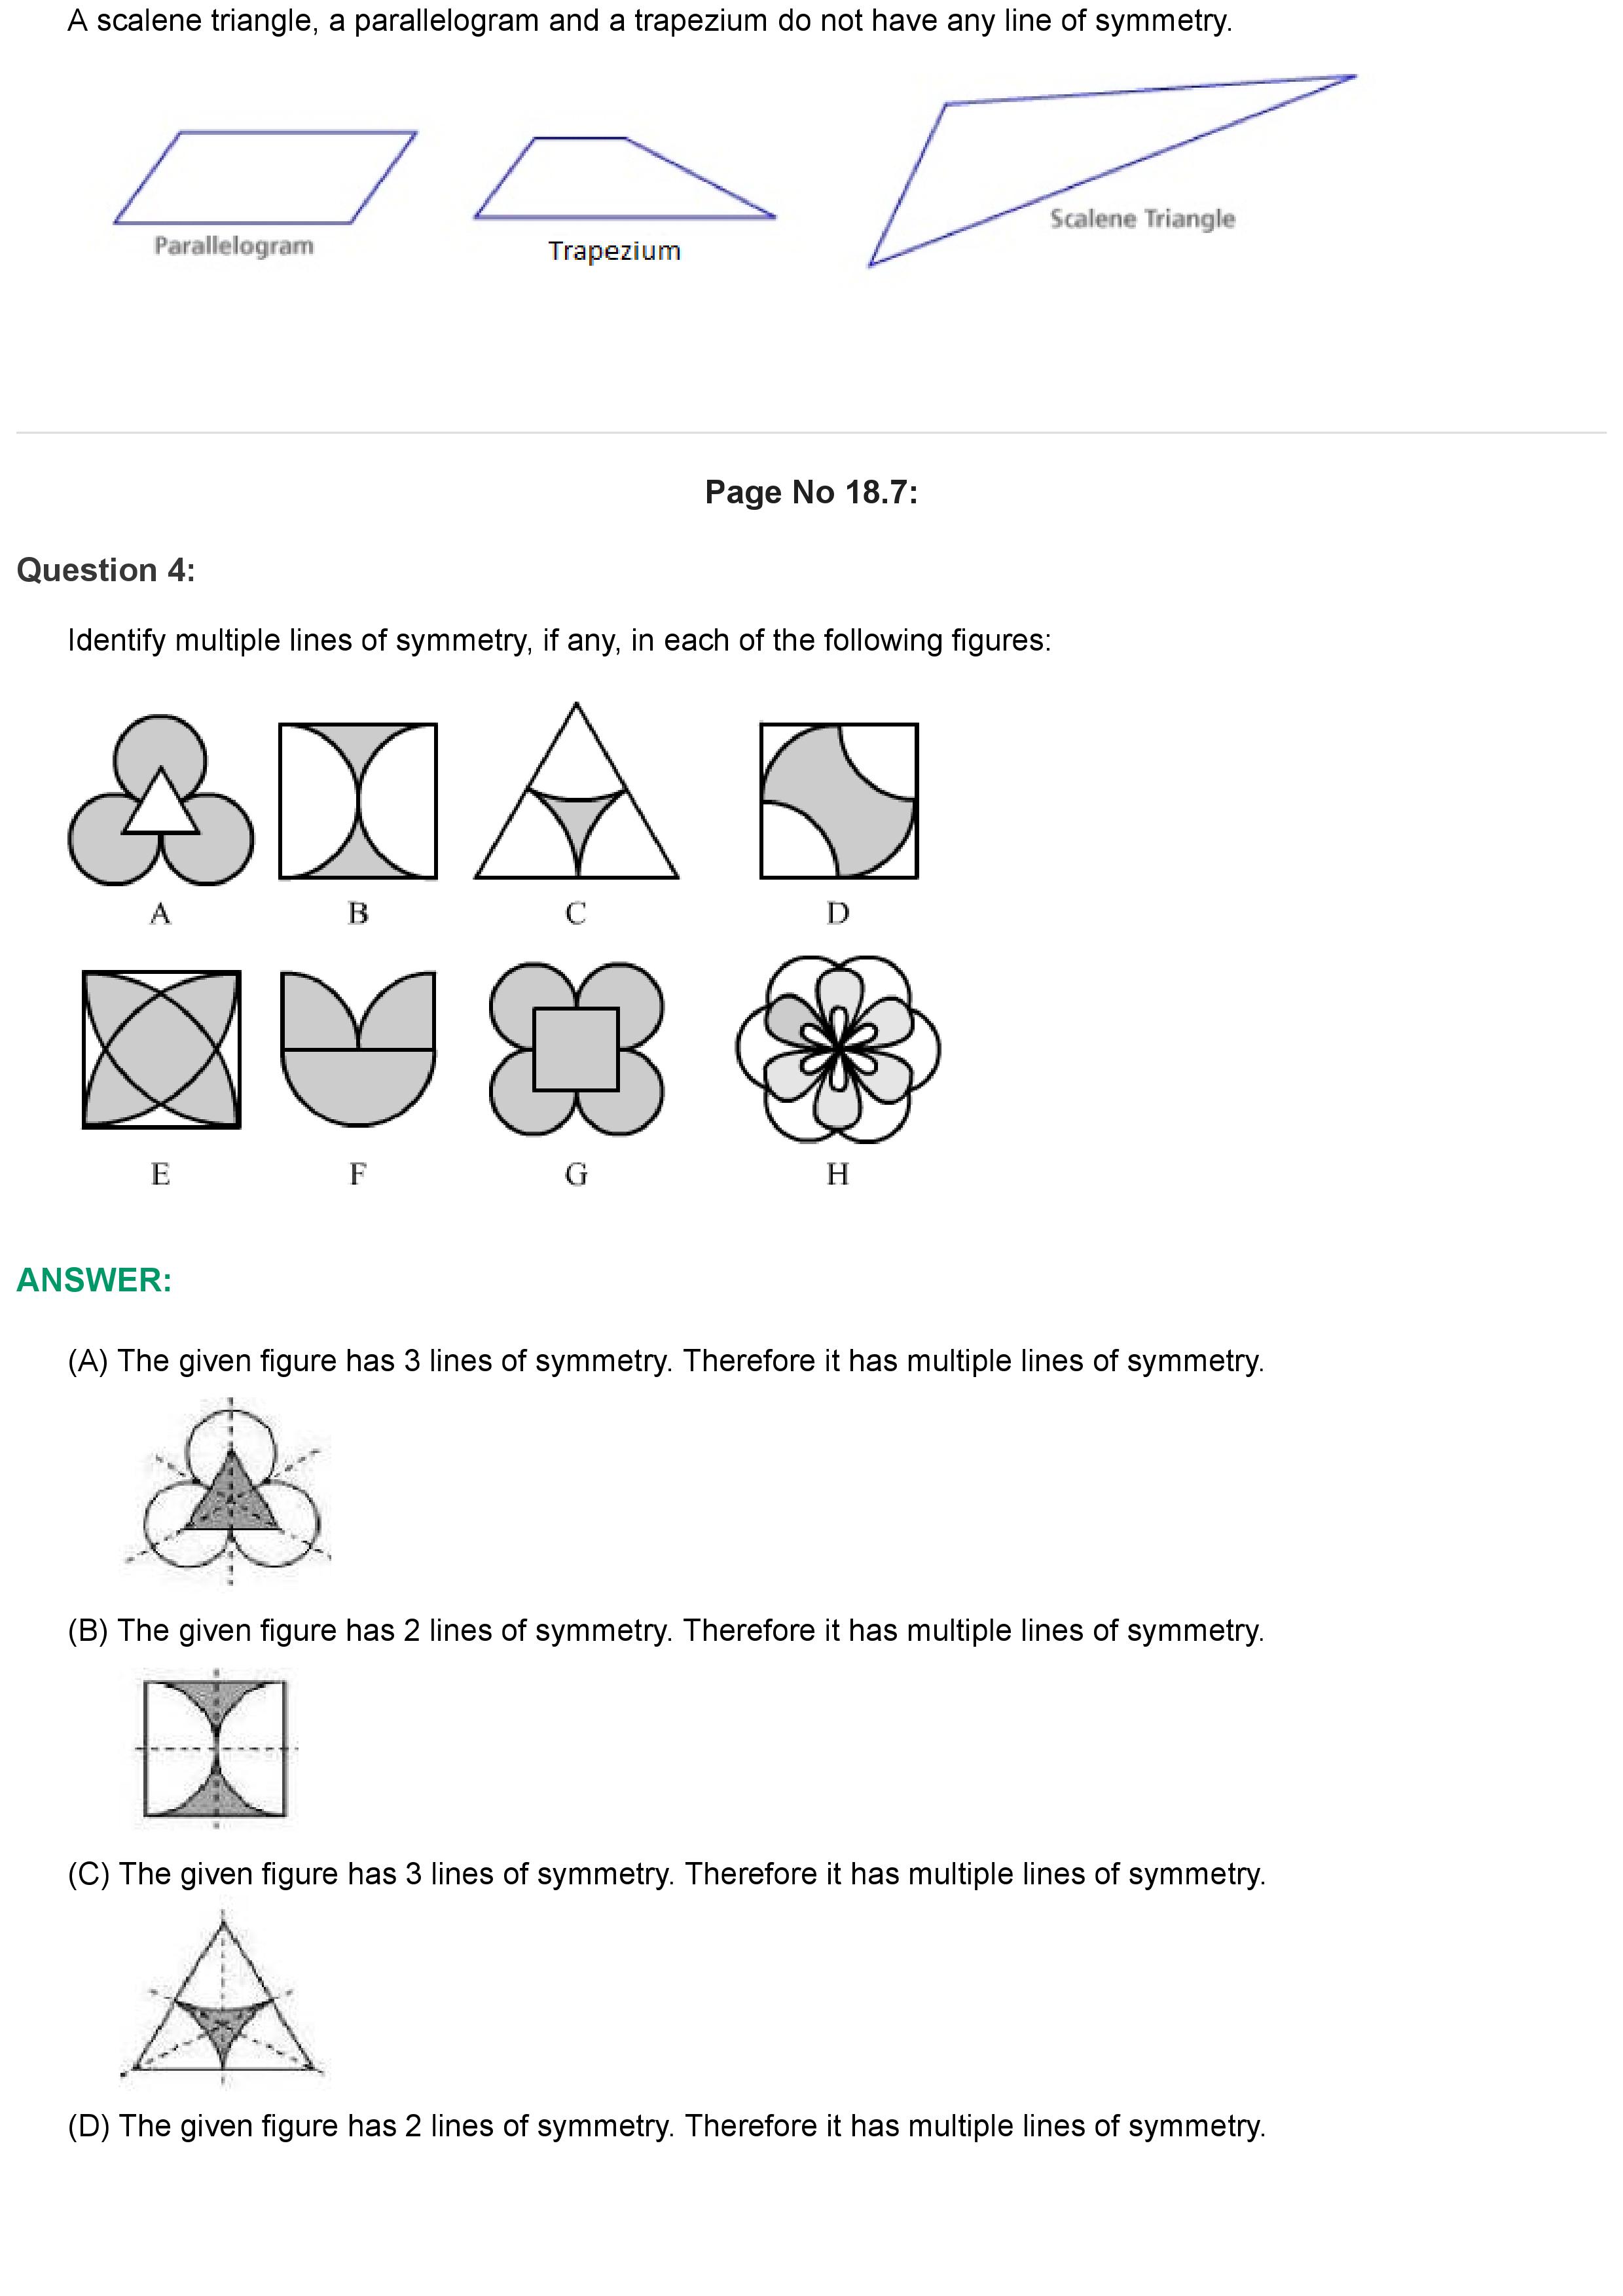 A scalene triangle, a parallelogram and a trapezium do not have any line of symmetry.
Parallelogram
Trapezium
Scalene Triangle
Page No 18.7:
Question 4:
Identify multiple lines of symmetry, if any, in each of the following figures:
A B C D
E F G H
ANSWER:
(A) The given figure has 3 lines of symmetry. Therefore it has multiple lines of symmetry.
(B) The given figure has 2 lines of symmetry. Therefore it has multiple lines of symmetry.
(C) The given figure has 3 lines of symmetry. Therefore it has multiple lines of symmetry.
(D) The given figure has 2 lines of symmetry. Therefore it has multiple lines of symmetry.